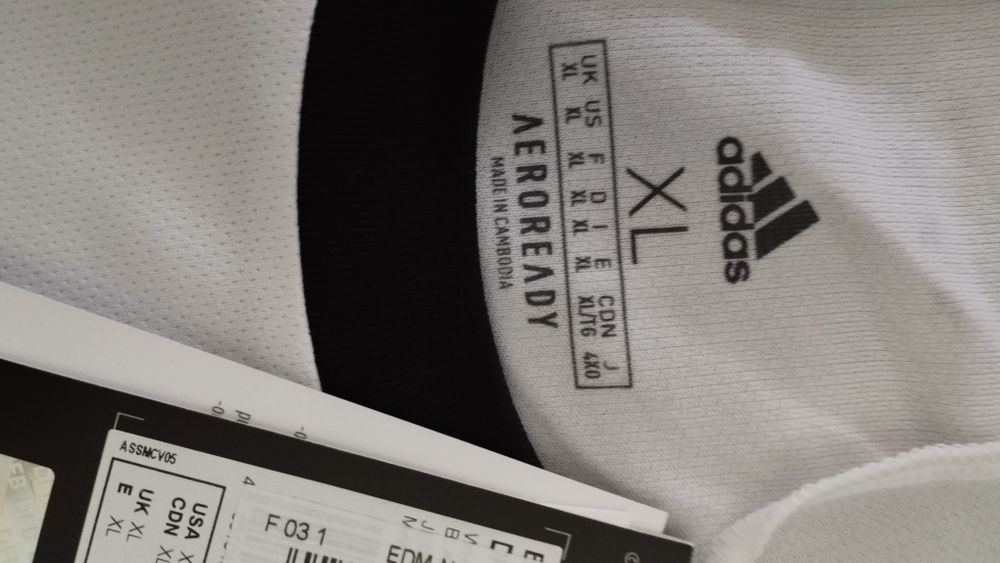 adidas
XL
UK US F D I E CDN J
XL XL XL XL XL XL XL/TG 4XO
AEROREADY
MADE IN CAMBODIA
ASSMCV05
USA
CDN XL
UK XL
E XL
F 03 1